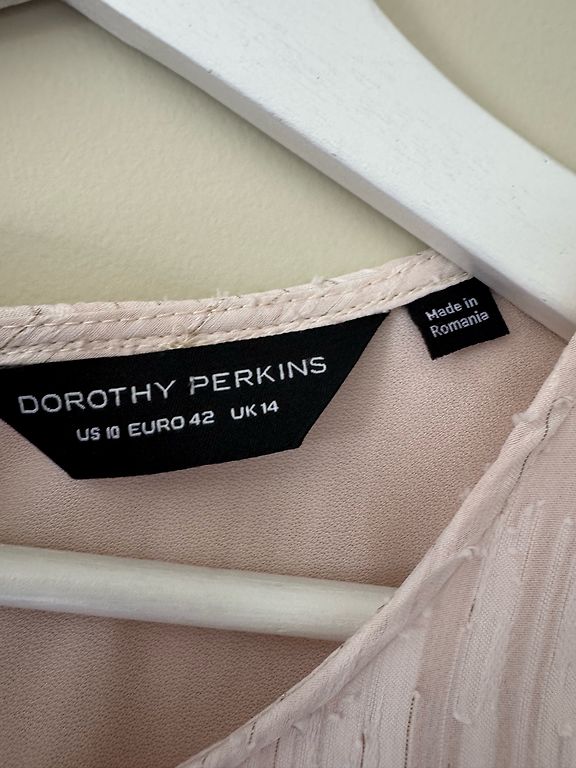 DOROTHY PERKINS
US 10 EURO 42 UK 14
Made in
Romania